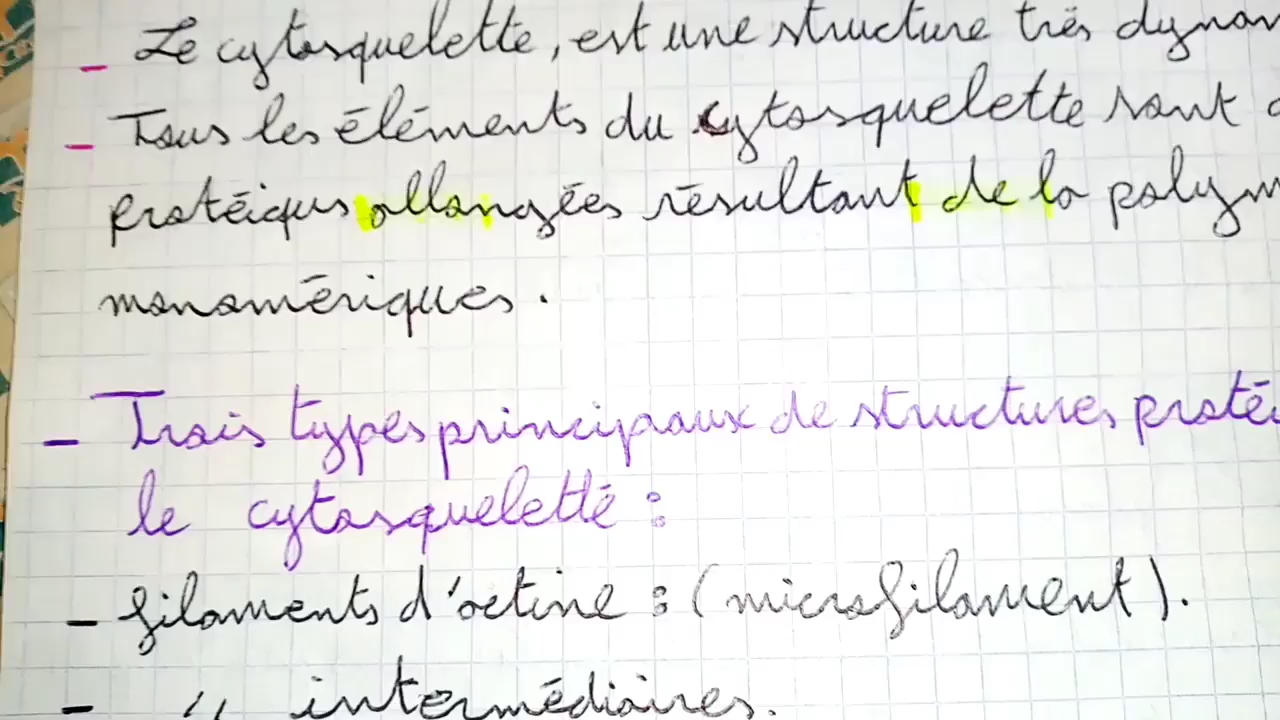 - Le cytosquelette, est une structure très dynam
- Tous les éléments du cytosquelette sont
protéiqus allongées résultant de la polym
monomériques.
- Trois types principaux de structures proté
le cytosquelette :
- filaments d'actine : (microfilament).
- " intermédiaires.